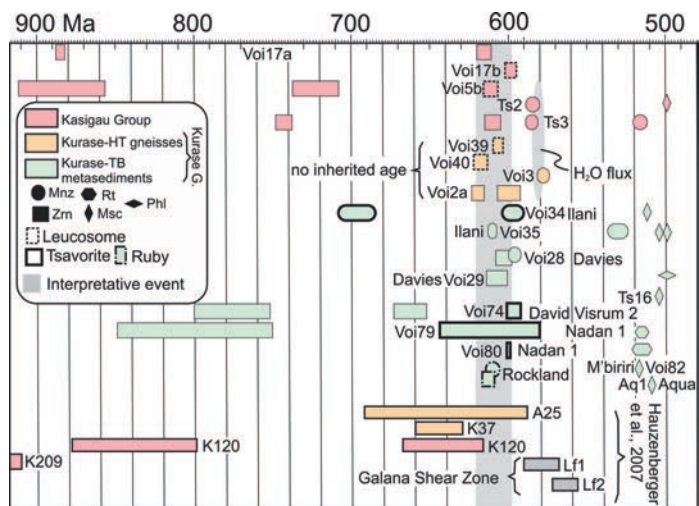 900 Ma 800 700 600 500
Voi17a
Voi17b
Voi5b
Ts2
Ts3
Kasigau Group
Kurase-HT gneisses
Kurase-TB metasediments
Kurase G.
Mnz Rt Phl
Zrn Msc
Leucosome
Tsavorite Ruby
Interpretative event
Voi39
Voi40
no inherited age
Voi3
H₂O flux
Voi2a
Voi34 Ilani
Ilani Voi35
Voi28 Davies
Davies Voi29
Ts16
Voi74 David Visrum 2
Voi79 Nadan 1
Voi80 Nadan 1
M'biriri Voi82
Rockland
Aq1 Aqua
A25
K37
K120 K120
K209
Lf1
Galana Shear Zone
Lf2
Hauzenberger et al., 2007